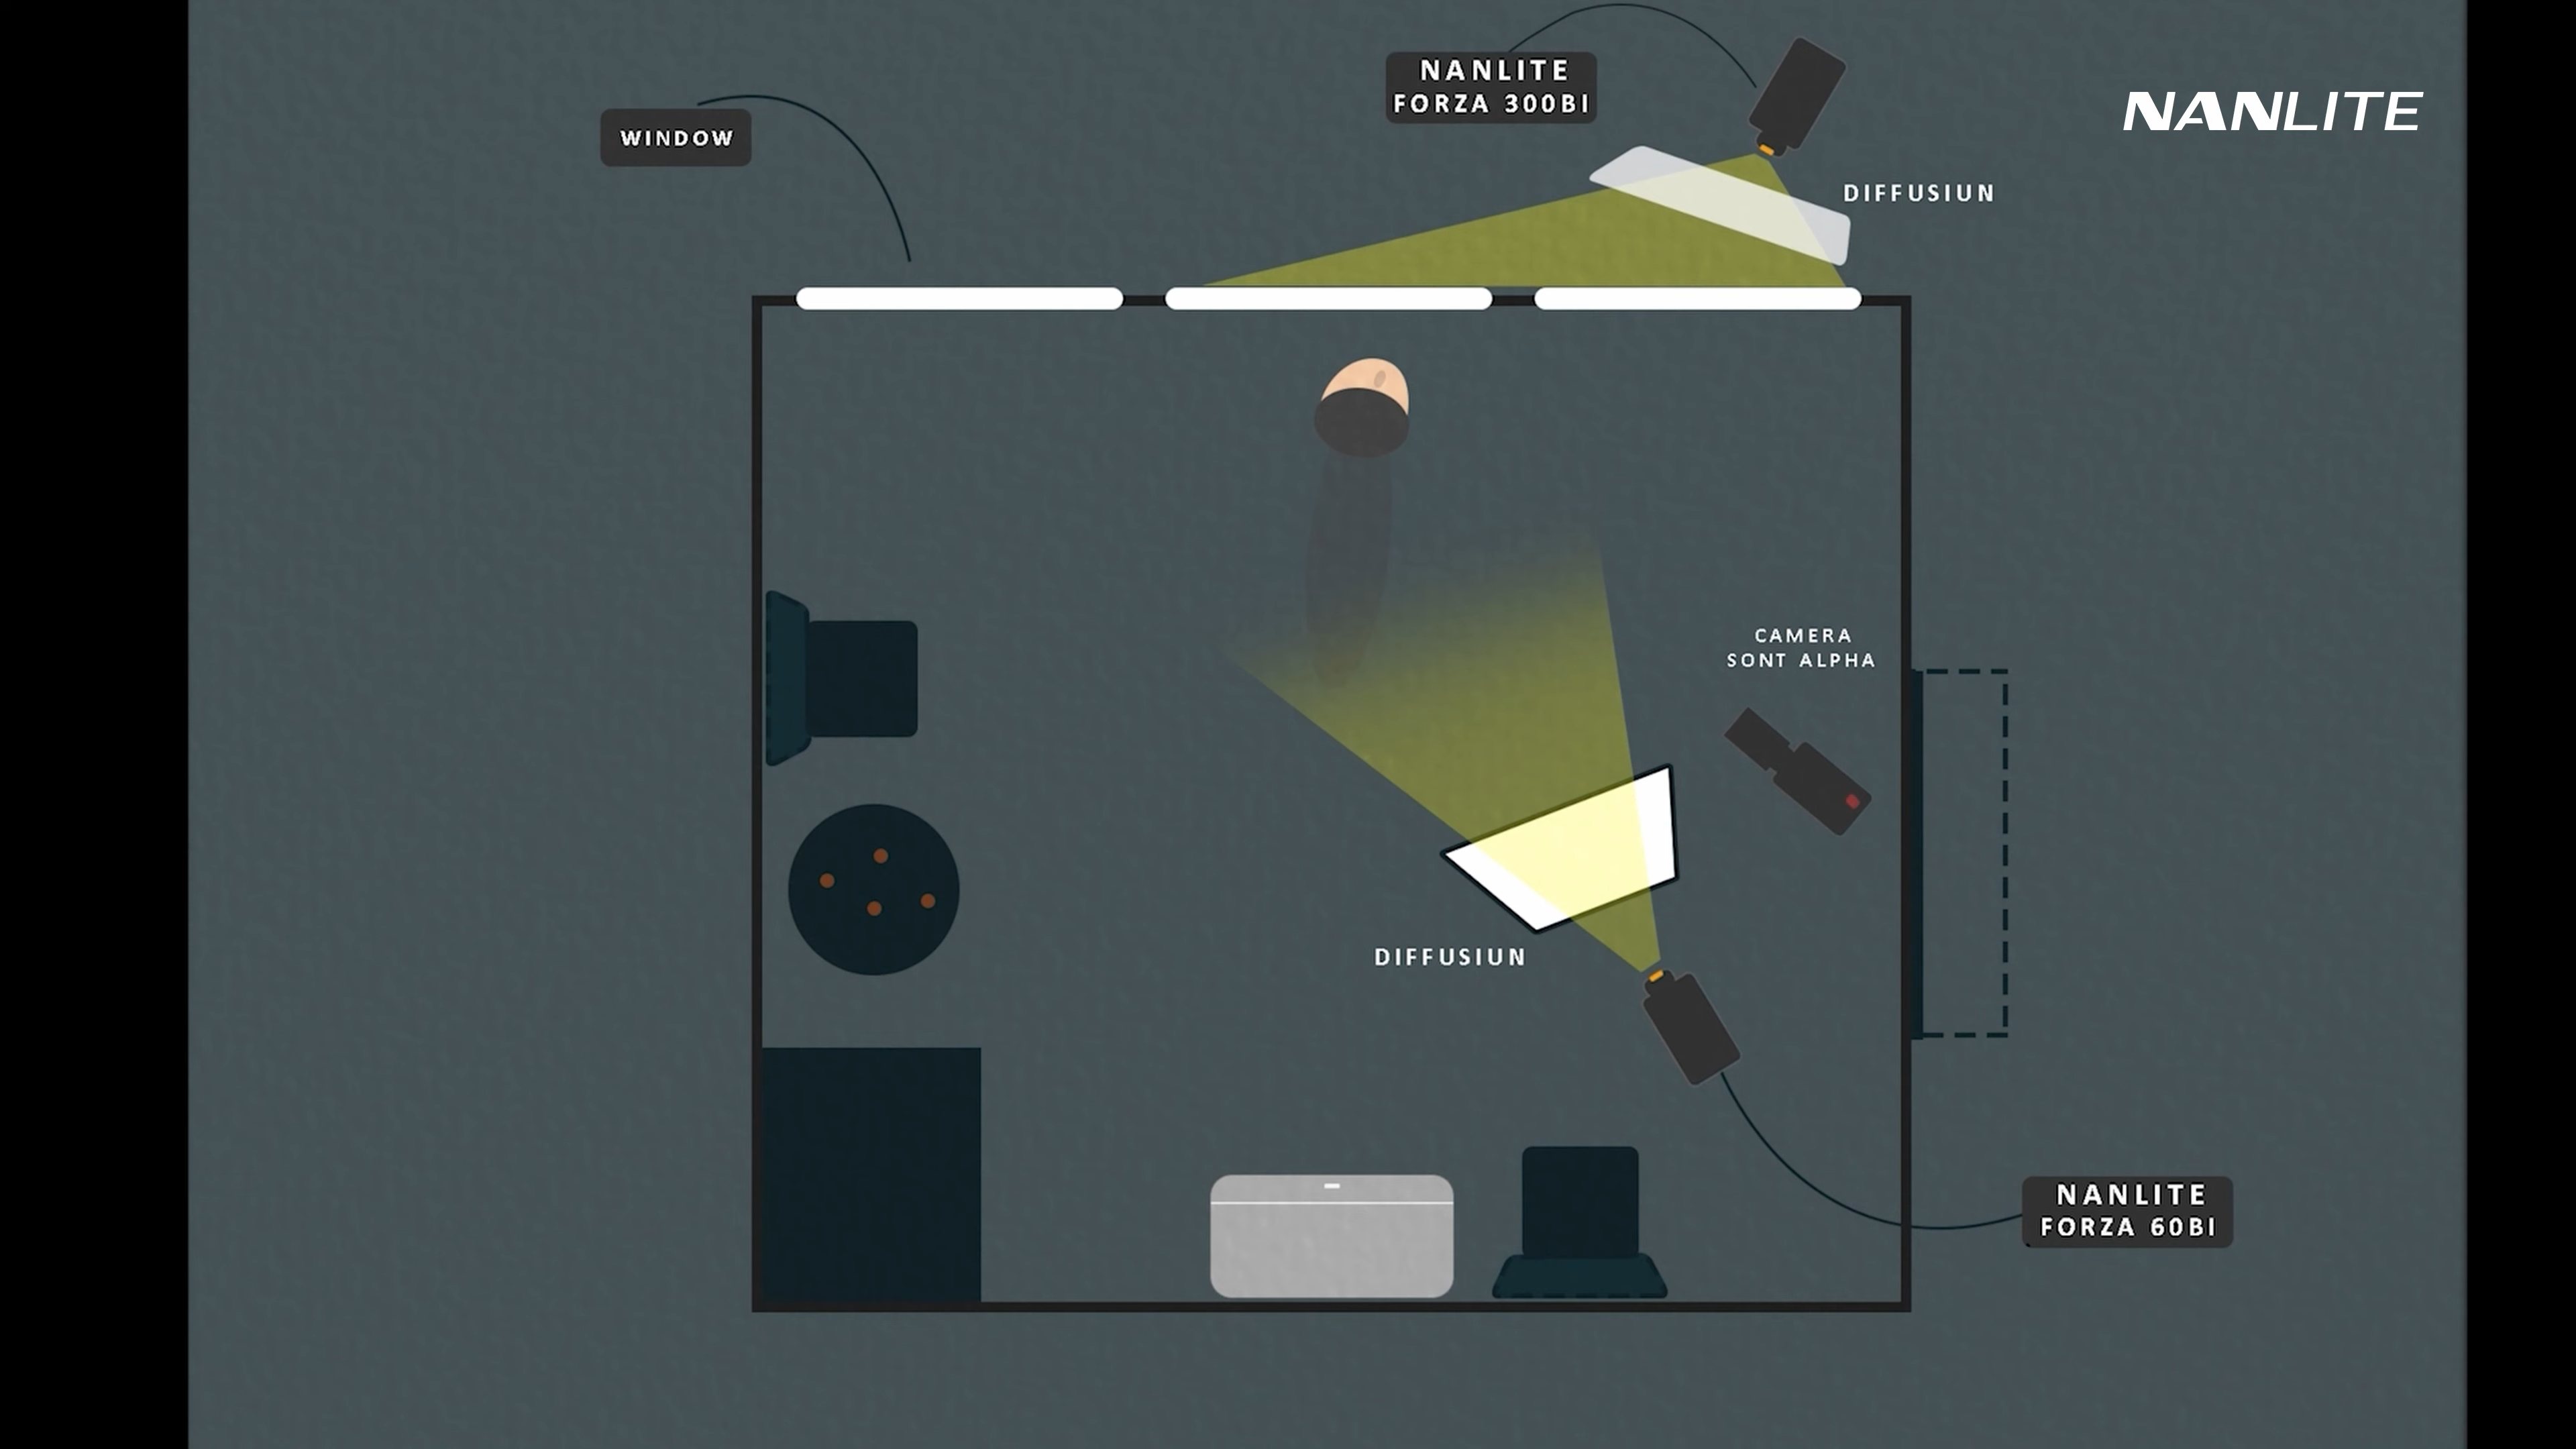 NANLITE
FORZA 300BI
NANLITE
WINDOW
DIFFUSIUN
CAMERA
SONT ALPHA
DIFFUSIUN
NANLITE
FORZA 60BI